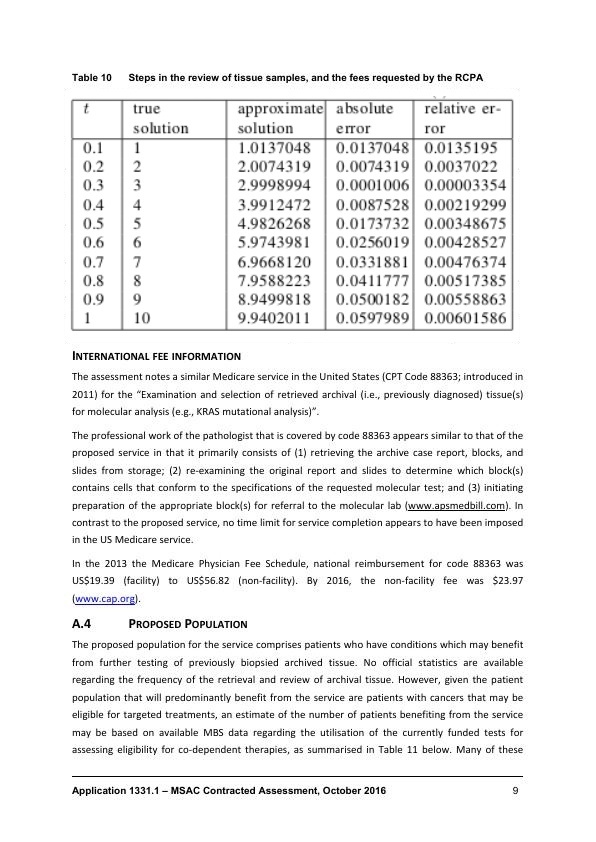 Table 10 Steps in the review of tissue samples, and the fees requested by the RCPA
t true solution approximate solution absolute error relative er-ror
0.1 1 1.0137048 0.0137048 0.0135195
0.2 2 2.0074319 0.0074319 0.0037022
0.3 3 2.9998994 0.0001006 0.00003354
0.4 4 3.9912472 0.0087528 0.00219299
0.5 5 4.9826268 0.0173732 0.00348675
0.6 6 5.9743981 0.0256019 0.00428527
0.7 7 6.9668120 0.0331881 0.00476374
0.8 8 7.9588223 0.0411777 0.00517385
0.9 9 8.9499818 0.0500182 0.00558863
1 10 9.9402011 0.0597989 0.00601586
INTERNATIONAL FEE INFORMATION
The assessment notes a similar Medicare service in the United States (CPT Code 88363; introduced in
2011) for the “Examination and selection of retrieved archival (i.e., previously diagnosed) tissue(s)
for molecular analysis (e.g., KRAS mutational analysis)”.
The professional work of the pathologist that is covered by code 88363 appears similar to that of the
proposed service in that it primarily consists of (1) retrieving the archive case report, blocks, and
slides from storage; (2) re-examining the original report and slides to determine which block(s)
contains cells that conform to the specifications of the requested molecular test; and (3) initiating
preparation of the appropriate block(s) for referral to the molecular lab (www.apsmedbill.com). In
contrast to the proposed service, no time limit for service completion appears to have been imposed
in the US Medicare service.
In the 2013 the Medicare Physician Fee Schedule, national reimbursement for code 88363 was
US$19.39 (facility) to US$56.82 (non-facility). By 2016, the non-facility fee was $23.97
(www.cap.org).
A.4 PROPOSED POPULATION
The proposed population for the service comprises patients who have conditions which may benefit
from further testing of previously biopsied archived tissue. No official statistics are available
regarding the frequency of the retrieval and review of archival tissue. However, given the patient
population that will predominantly benefit from the service are patients with cancers that may be
eligible for targeted treatments, an estimate of the number of patients benefiting from the service
may be based on available MBS data regarding the utilisation of the currently funded tests for
assessing eligibility for co-dependent therapies, as summarised in Table 11 below. Many of these
Application 1331.1 – MSAC Contracted Assessment, October 2016 9